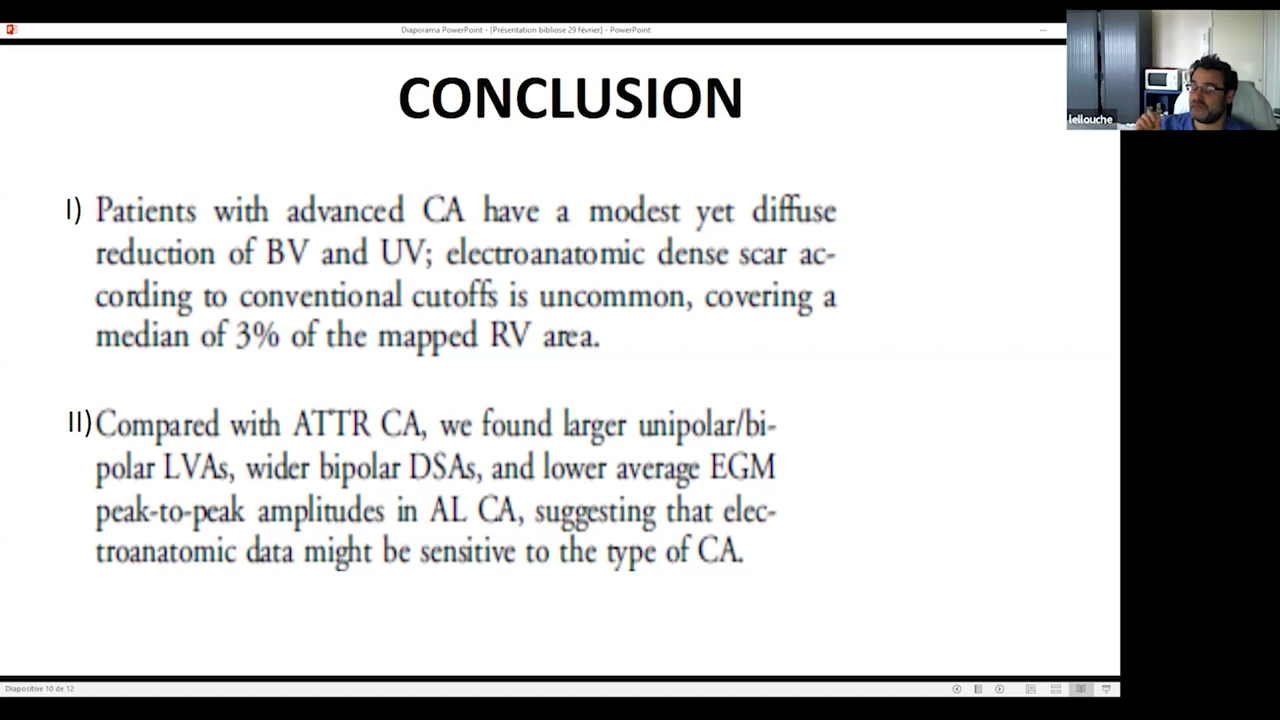 Diaporama PowerPoint - [Présentation bibliose 29 février] - PowerPoint
lellouche
CONCLUSION
I) Patients with advanced CA have a modest yet diffuse
reduction of BV and UV; electroanatomic dense scar ac-
cording to conventional cutoffs is uncommon, covering a
median of 3% of the mapped RV area.
II) Compared with ATTR CA, we found larger unipolar/bi-
polar LVAs, wider bipolar DSAs, and lower average EGM
peak-to-peak amplitudes in AL CA, suggesting that elec-
troanatomic data might be sensitive to the type of CA.
Diapositive 10 de 12